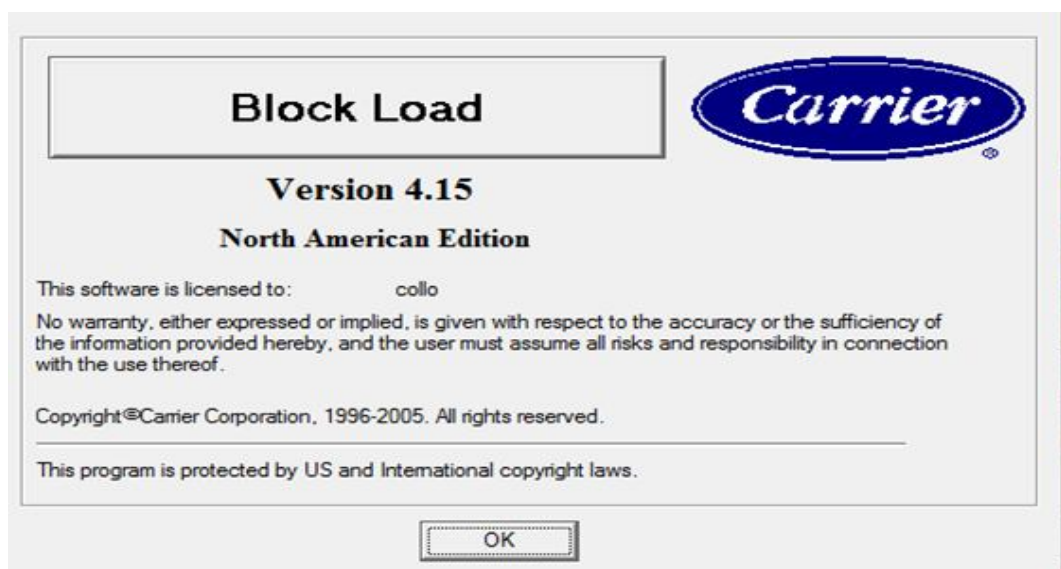 Block Load
Carrier
®
Version 4.15
North American Edition
This software is licensed to: collo
No warranty, either expressed or implied, is given with respect to the accuracy or the sufficiency of
the information provided hereby, and the user must assume all risks and responsibility in connection
with the use thereof.
Copyright©Carrier Corporation, 1996-2005. All rights reserved.
This program is protected by US and International copyright laws.
OK